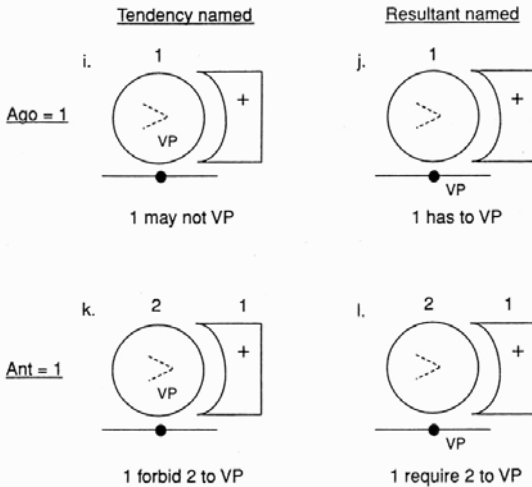 Tendency named Resultant named
i. 1 j. 1
Ago = 1 + +
VP
VP
1 may not VP 1 has to VP
k. 2 1 l. 2 1
Ant = 1 + +
VP
VP
1 forbid 2 to VP 1 require 2 to VP